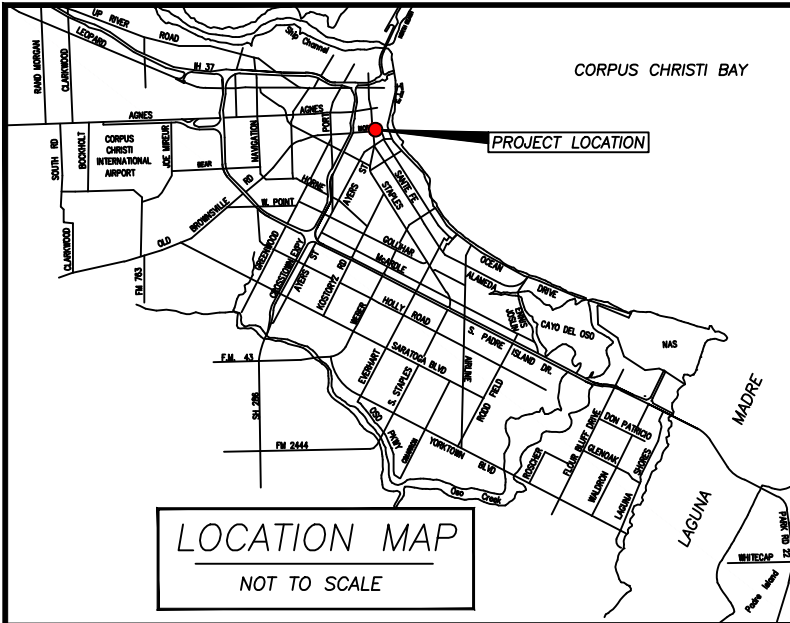 UP RIVER
ROAD
LEOPARD
Ship Channel
RAND MORGAN
CLARKWOOD
IH 37
CORPUS CHRISTI BAY
AGNES
AGNES
PORT
PROJECT LOCATION
SOUTH RD
BOCKHOLT
CORPUS
CHRISTI
INTERNATIONAL
AIRPORT
JOE MIREUR
NAVIGATION
BEAR
RD
HORNE
W. POINT
BROWNSVILLE
OLD
CLARKWOOD
FM 763
AYERS ST
STAPLES
SANTE FE
GREENWOOD
CROSSTOWN EXPY
AYERS ST
KOSTORYZ RD
GOLLIHAR
McARDLE
WEBER
HOLLY ROAD
OCEAN
DRIVE
ALAMEDA
ENNIS
JOSLIN
CAYO DEL OSO
NAS
S. PADRE
ISLAND DR.
SARATOGA BLVD
AIRLINE
F.M. 43
EVERHART
S. STAPLES
RODD FIELD
SH 286
FM 2444
OSO
PKWY
CIMARRON
YORKTOWN
BLVD
Oso Creek
ROSCHER
FLOUR BLUFF DRIVE
DON PATRICIO
GLENOAK
WALDRON
LAGUNA
SHORES
LAGUNA
MADRE
PARK RD 22
WHITECAP
Padre Island
LOCATION MAP
NOT TO SCALE